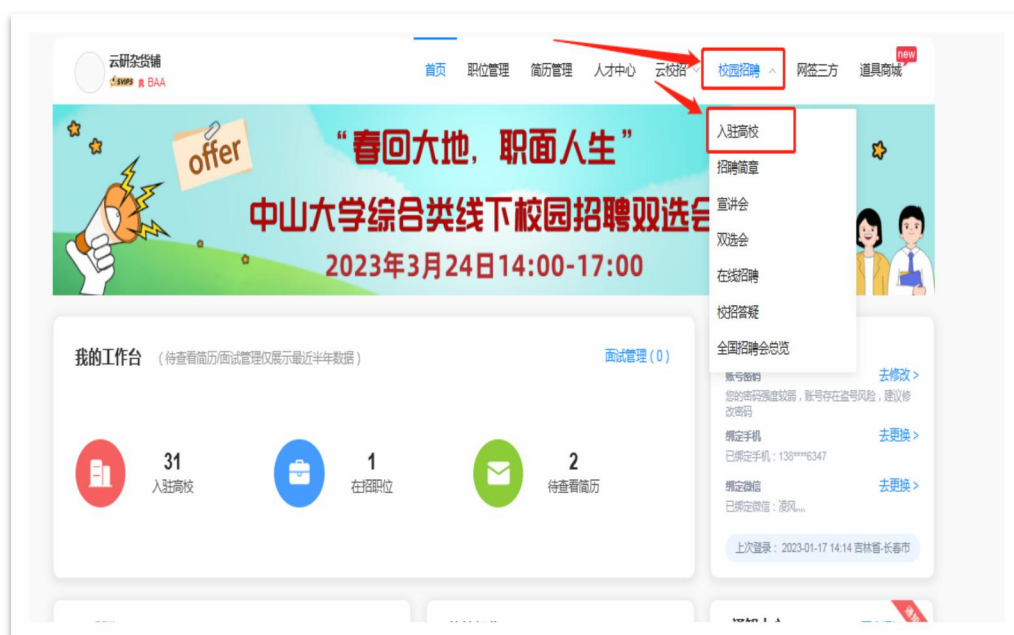 云研杂货铺
SVIP5 BAA
首页 职位管理 简历管理 人才中心 云校招 校园招聘 网签三方 道具商城 new
入驻高校
招聘简章
宣讲会
双选会
在线招聘
校招答疑
全国招聘会总览
offer
“春回大地，职面人生”
中山大学综合类线下校园招聘双选会
2023年3月24日14:00-17:00
我的工作台 （待查看简历/面试管理仅展示最近半年数据） 面试管理(0)
31
入驻高校
1
在招职位
2
待查看简历
账号密码 去修改 >
您的密码强度较弱，账号存在盗号风险，建议修
改密码
绑定手机 去更换 >
已绑定手机：138****6347
绑定微信 去更换 >
已绑定微信：凌风,,,,
上次登录： 2023-01-17 14:14 吉林省-长春市